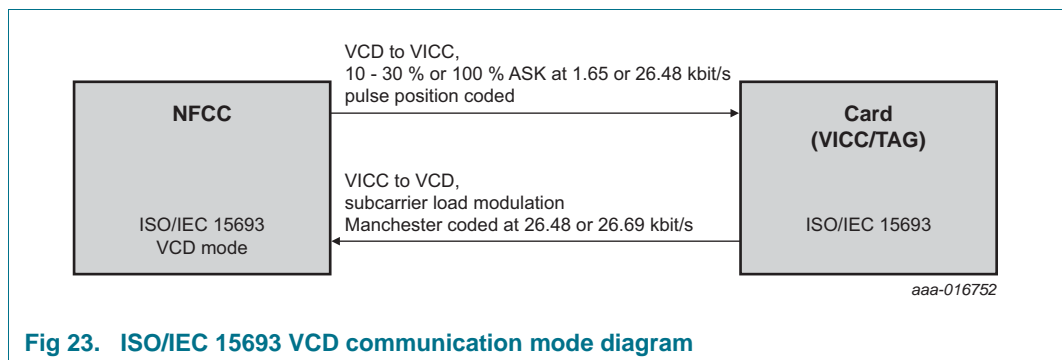 VCD to VICC,
10 - 30 % or 100 % ASK at 1.65 or 26.48 kbit/s
pulse position coded
NFCC
Card
(VICC/TAG)
VICC to VCD,
subcarrier load modulation
Manchester coded at 26.48 or 26.69 kbit/s
ISO/IEC 15693
VCD mode
ISO/IEC 15693
aaa-016752
Fig 23. ISO/IEC 15693 VCD communication mode diagram